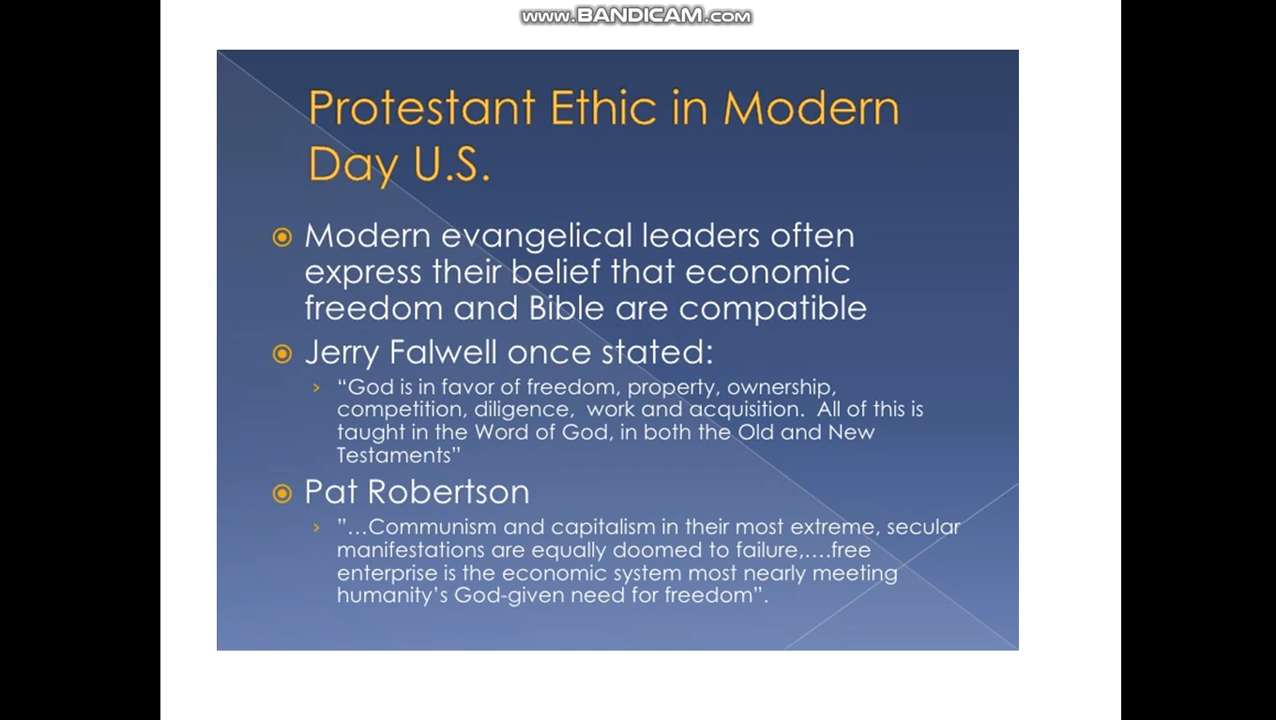 www.BANDICAM.com
Protestant Ethic in Modern
Day U.S.
Modern evangelical leaders often
express their belief that economic
freedom and Bible are compatible
Jerry Falwell once stated:
“God is in favor of freedom, property, ownership,
competition, diligence,  work and acquisition.  All of this is
taught in the Word of God, in both the Old and New
Testaments”
Pat Robertson
”…Communism and capitalism in their most extreme, secular
manifestations are equally doomed to failure,….free
enterprise is the economic system most nearly meeting
humanity’s God-given need for freedom”.